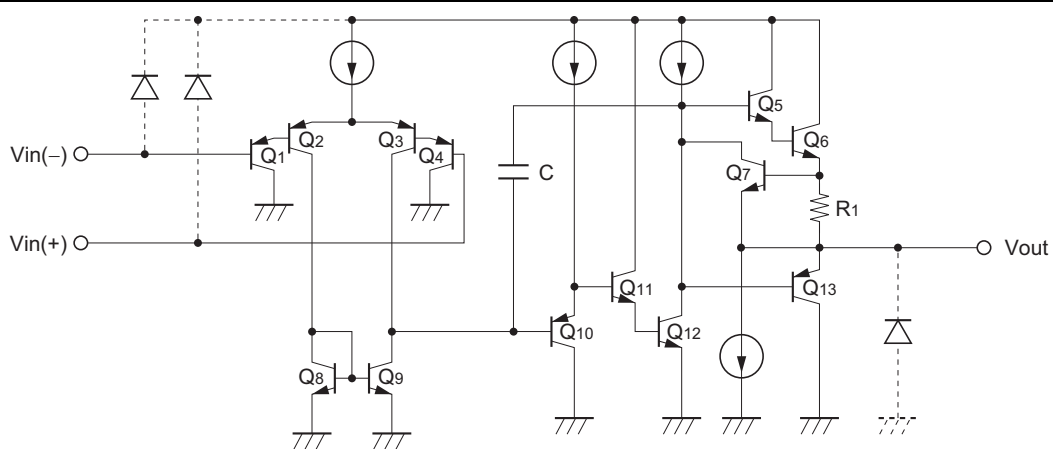 Q5
Q6
Q2
Q3
Vin(−)
Q1
Q4
C
Q7
R1
Vin(+)
Vout
Q11
Q13
Q10
Q12
Q8
Q9